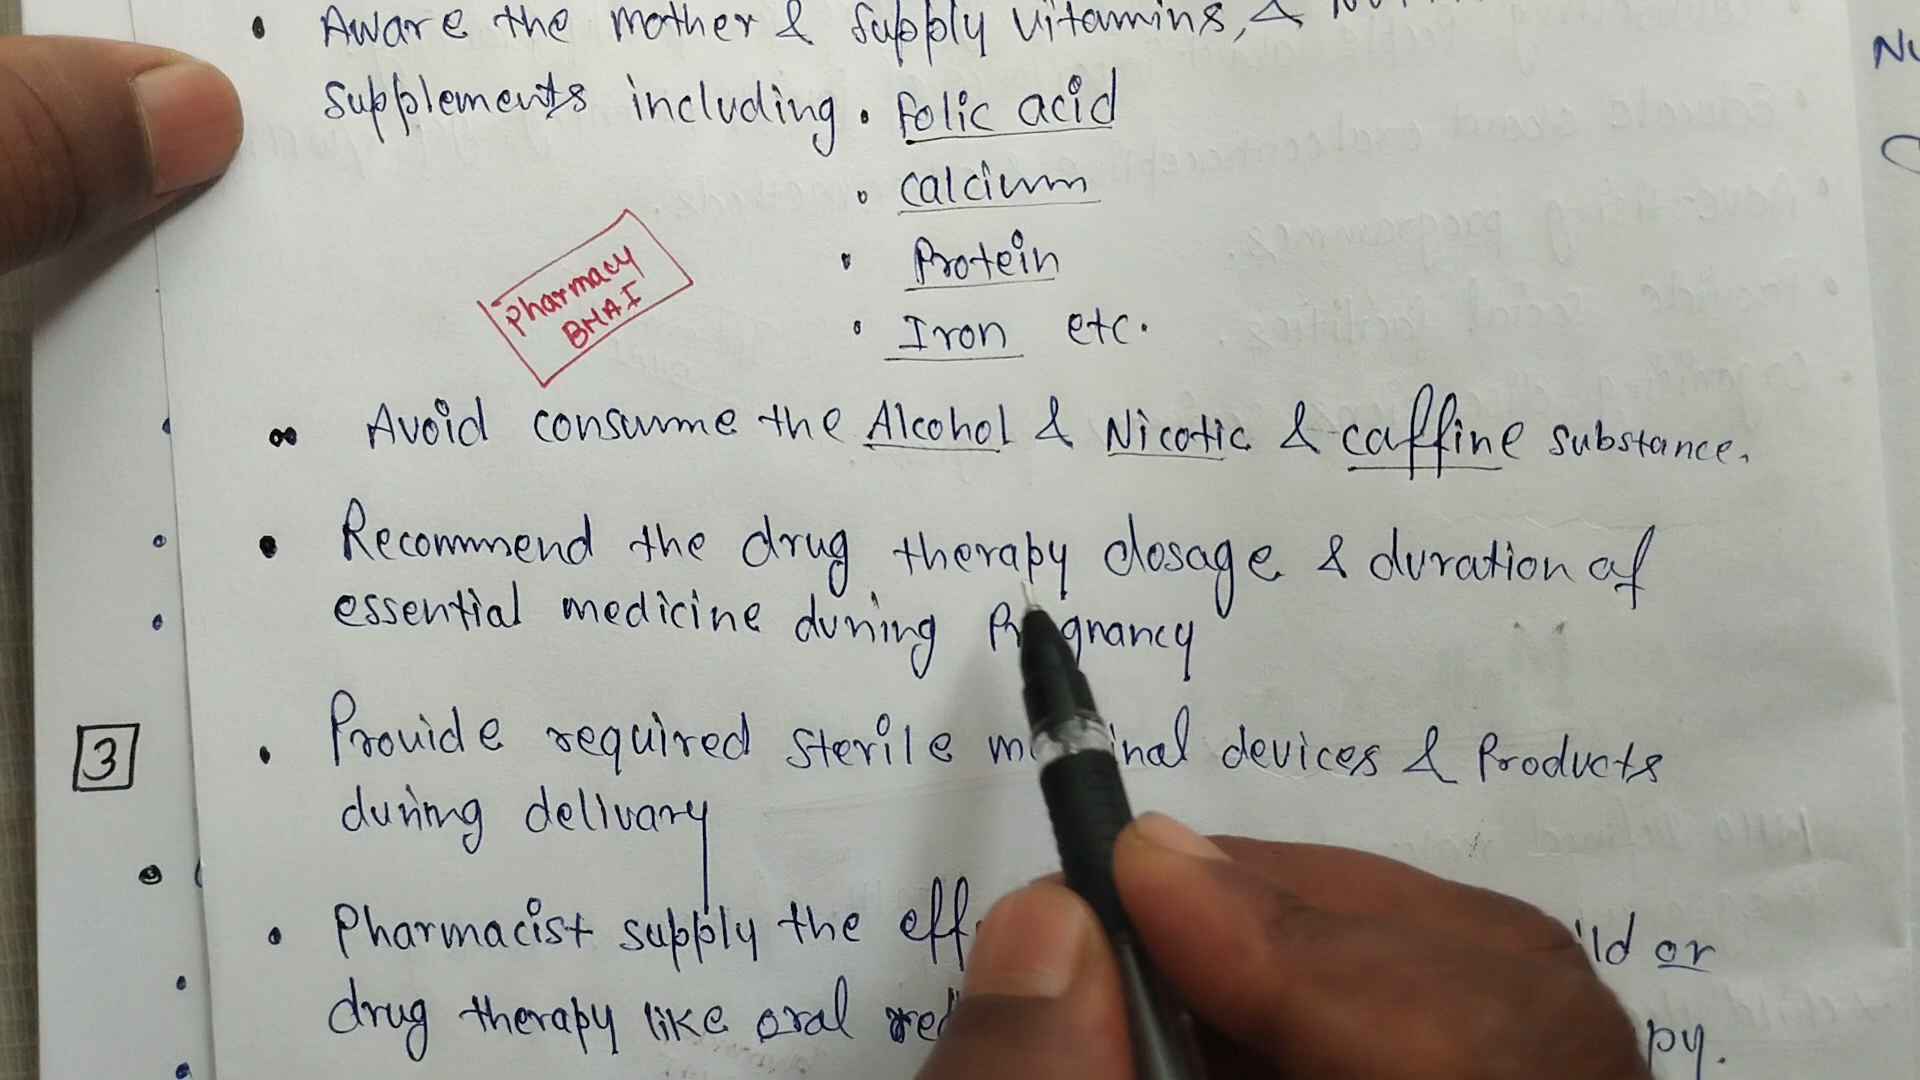 • Aware the mother & supply vitamins, &
supplements including • folic acid
• calcium
• Protein
• Iron etc.
Pharmacy
BHAI
Avoid consume the Alcohol & Nicotic & caffine substance.
• Recommend the drug therapy dosage & duration of
essential medicine during Pregnancy
3
• Provide required sterile devices & Products
during delivary
• Pharmacist supply the or
drug therapy like oral